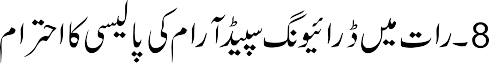 8۔رات میں ڈرائیونگ سپیڈ آرام کی پالیسی کا احترام